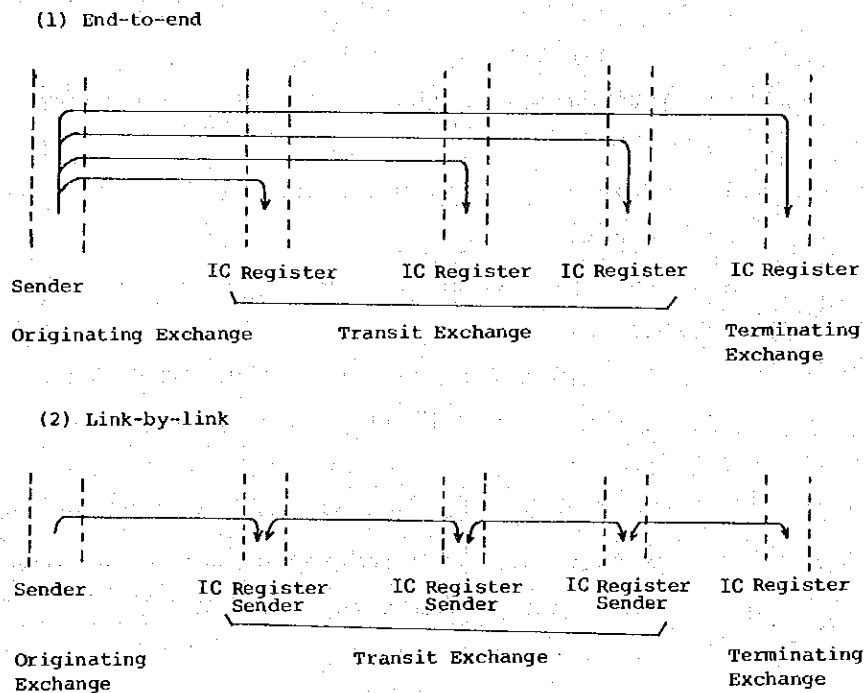 (1) End-to-end
Sender
IC Register
IC Register
IC Register
IC Register
Originating Exchange
Transit Exchange
Terminating
Exchange
(2) Link-by-link
Sender
IC Register
Sender
IC Register
Sender
IC Register
Sender
IC Register
Originating
Exchange
Transit Exchange
Terminating
Exchange